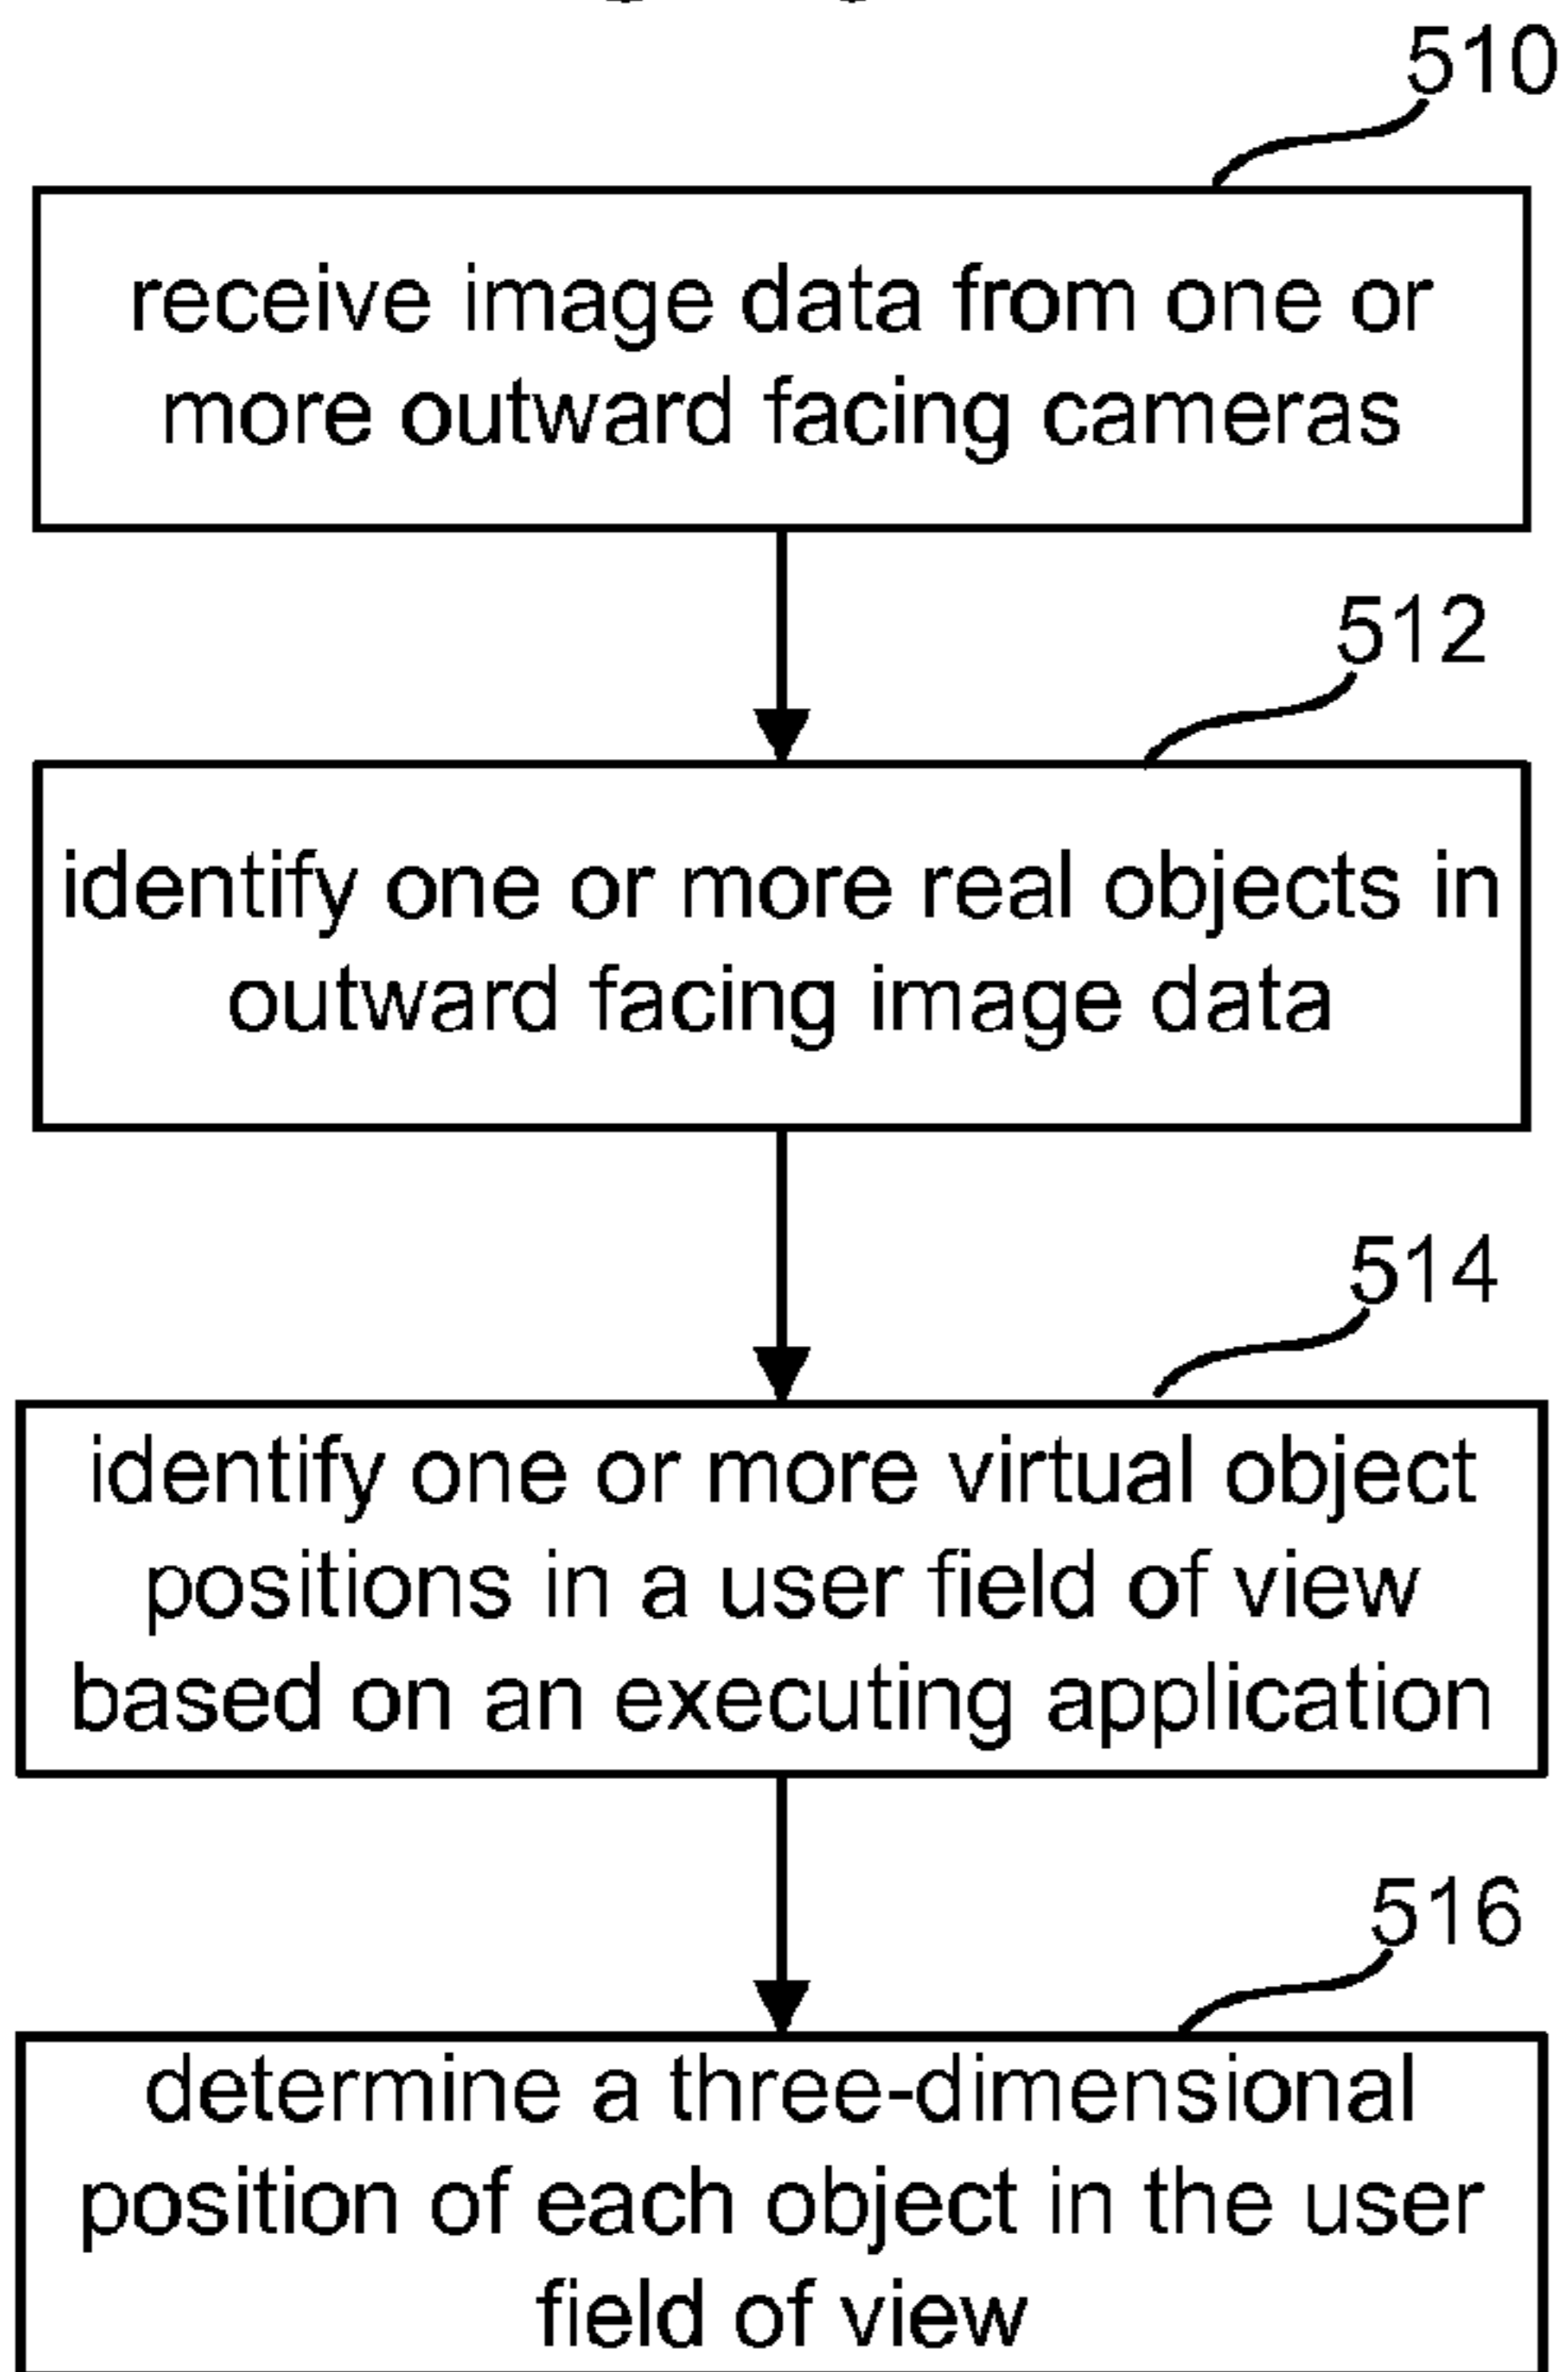 510
receive image data from one or
more outward facing cameras
512
identify one or more real objects in
outward facing image data
514
identify one or more virtual object
positions in a user field of view
based on an executing application
516
determine a three-dimensional
position of each object in the user
field of view